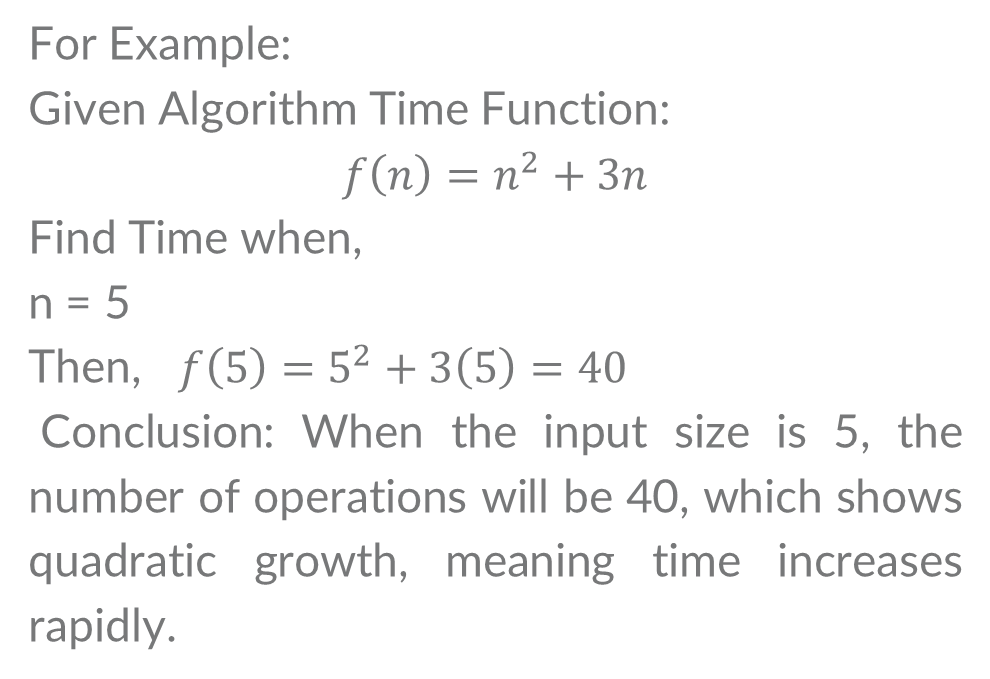 For Example:
Given Algorithm Time Function:
f(n) = n² + 3n
Find Time when,
n = 5
Then, f(5) = 5² + 3(5) = 40
Conclusion: When the input size is 5, the
number of operations will be 40, which shows
quadratic growth, meaning time increases
rapidly.